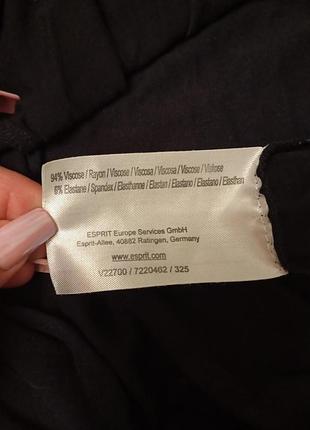 94% Viscose / Rayon / Viscose / Viscosa / Viscosa / Viscose / Viskose
6% Elastane / Spandex / Elasthanne / Elastan / Elastano / Elastano / Elasthan
ESPRIT Europe Services GmbH
Esprit-Allee, 40882 Ratingen, Germany
www.esprit.com
V22700 / 7220462 / 325